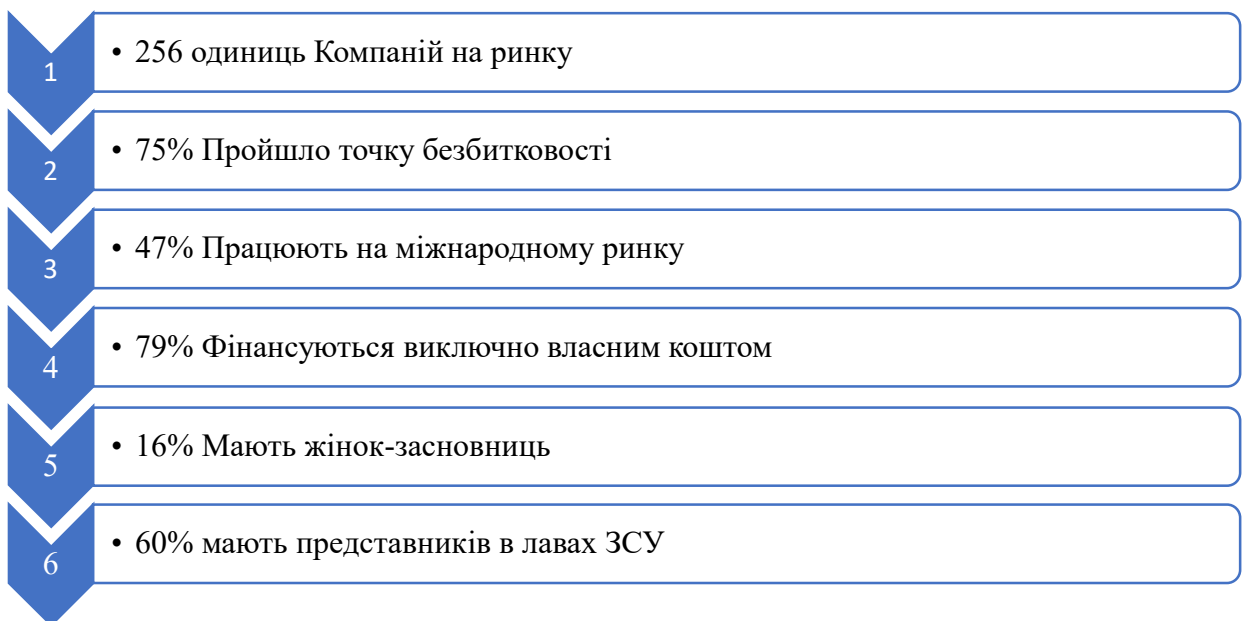 1
• 256 одиниць Компаній на ринку
2
• 75% Пройшло точку безбитковості
3
• 47% Працюють на міжнародному ринку
4
• 79% Фінансуються виключно власним коштом
5
• 16% Мають жінок-засновниць
6
• 60% мають представників в лавах ЗСУ